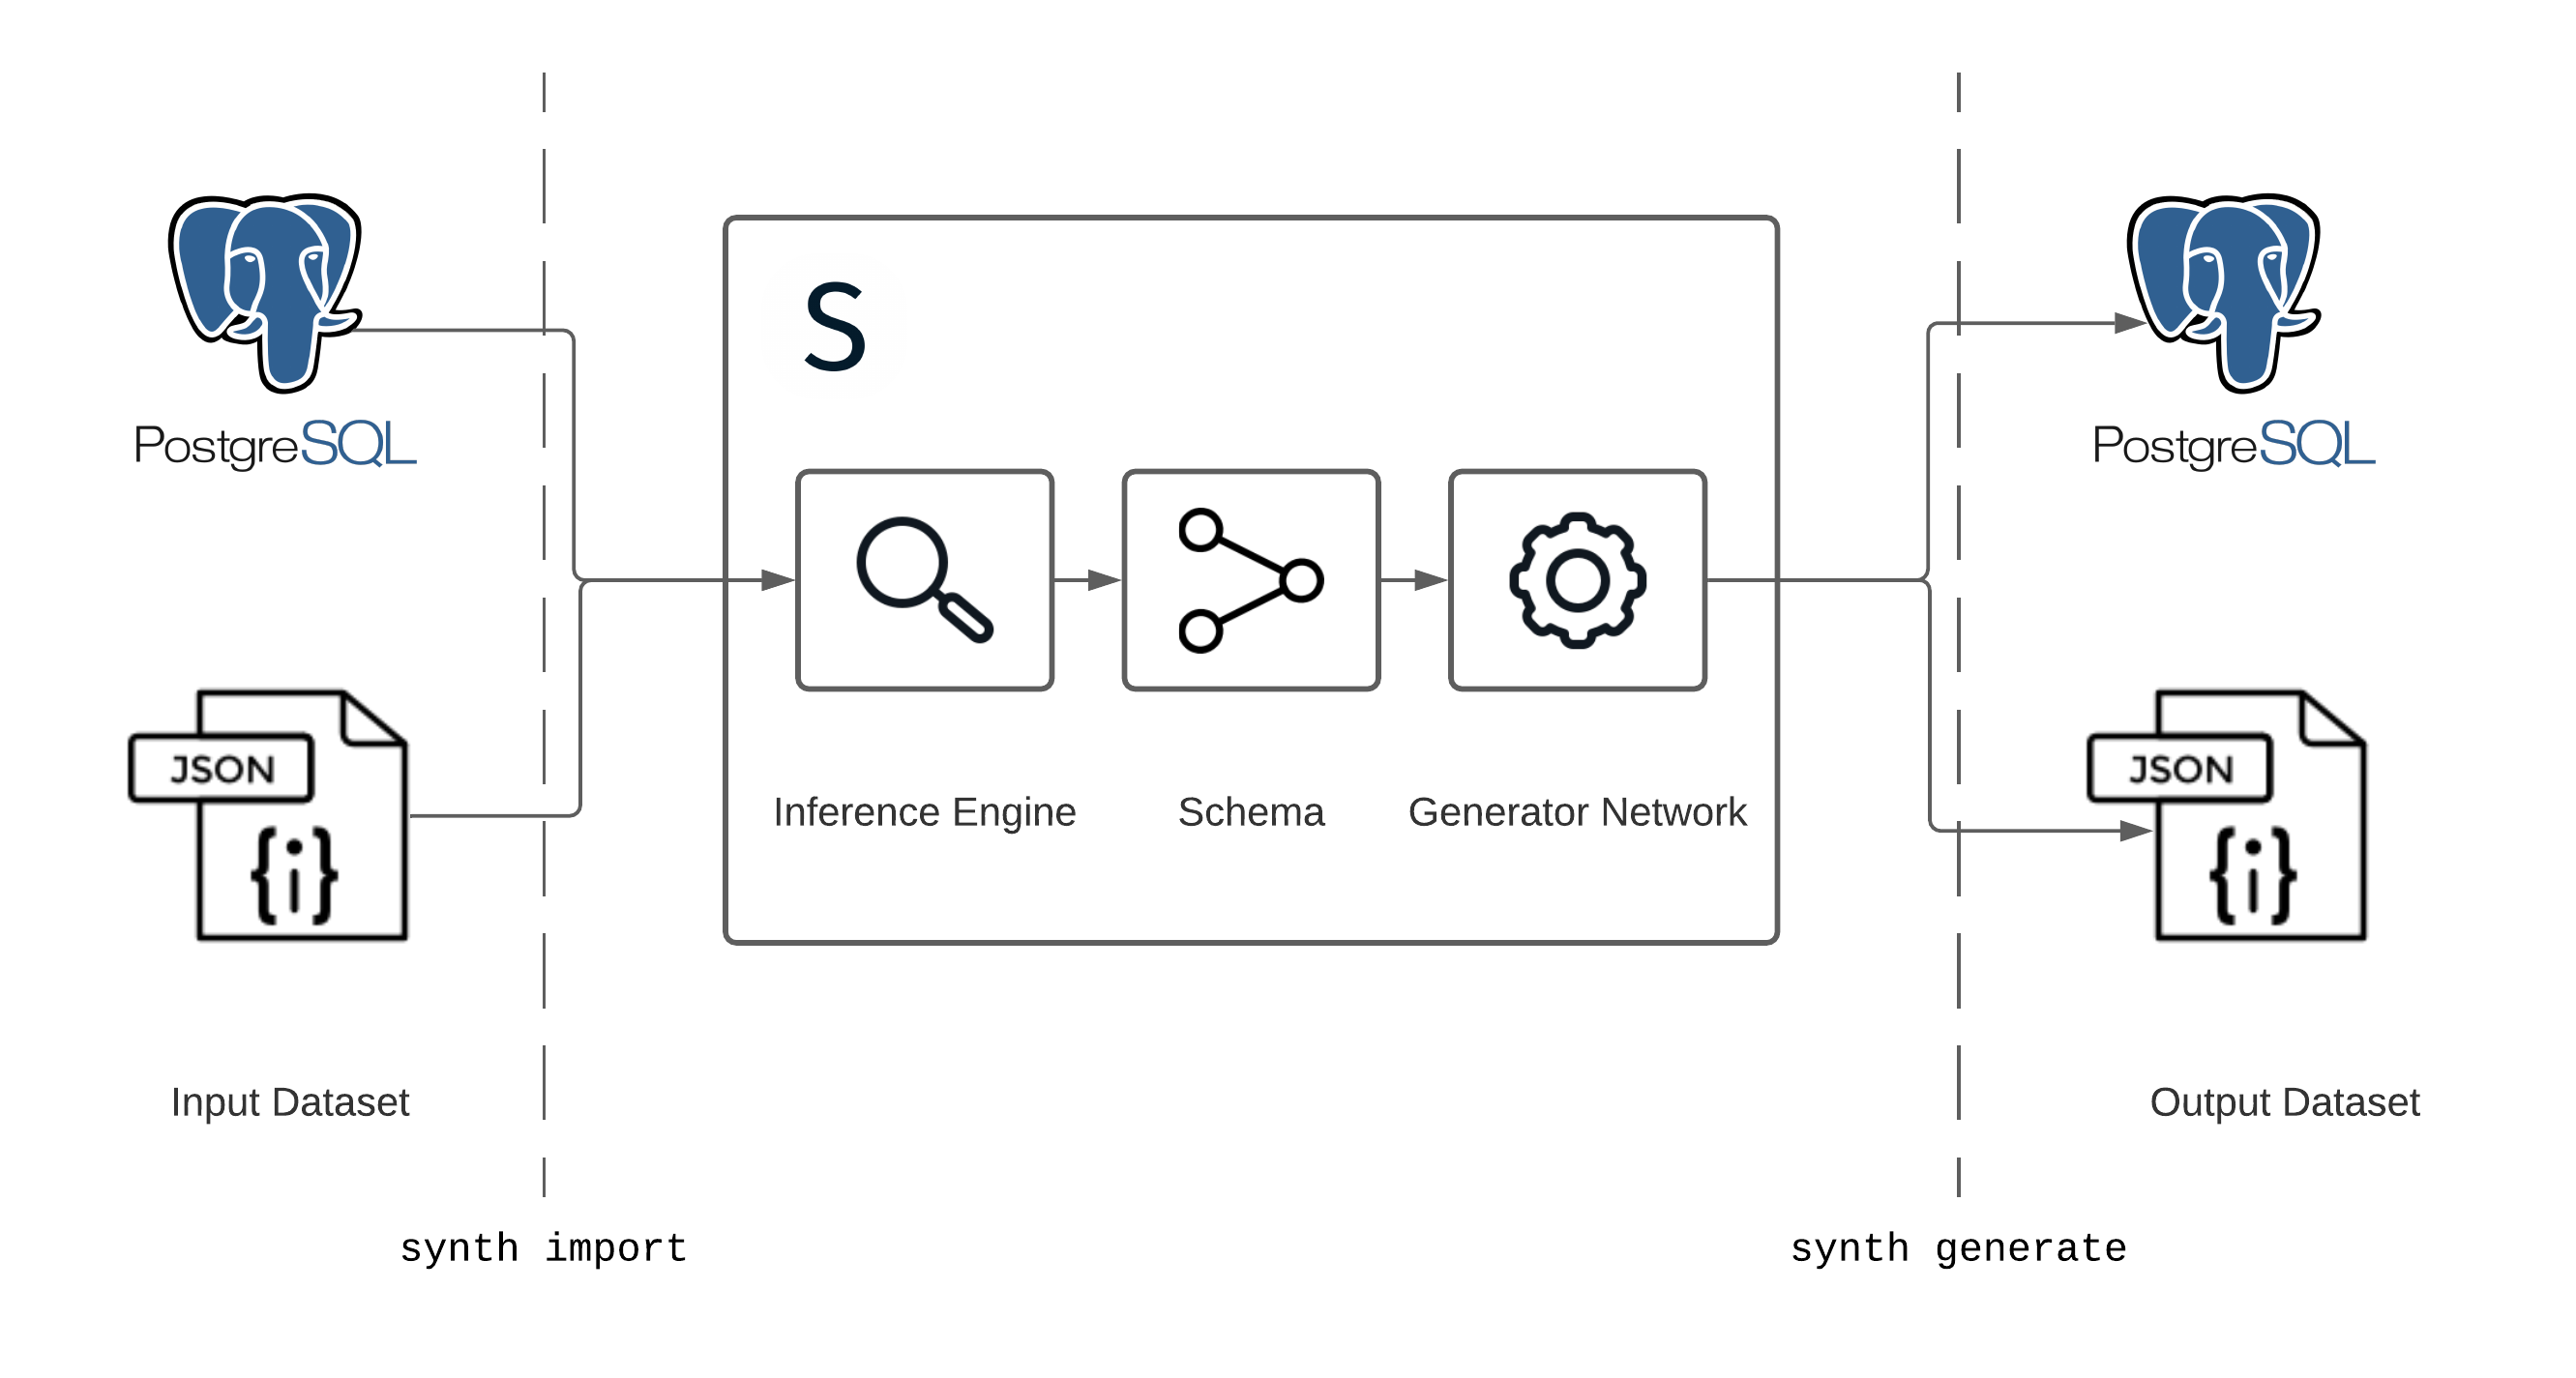 PostgreSQL
JSON
{i}
Input Dataset
synth import
S
Inference Engine
Schema
Generator Network
PostgreSQL
JSON
{i}
Output Dataset
synth generate